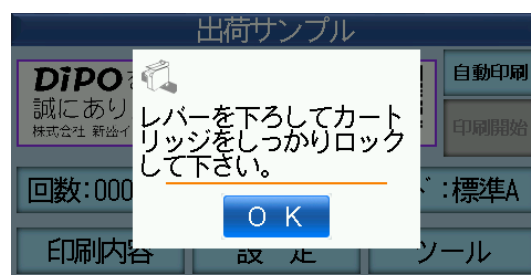 出荷サンプル
DiPO
誠にあり
株式会社 新盛イ
自動印刷
印刷開始
レバーを下ろしてカート
リッジをしっかりロック
して下さい。
OK
回数:000
:標準A
印刷内容
設 定
ツール